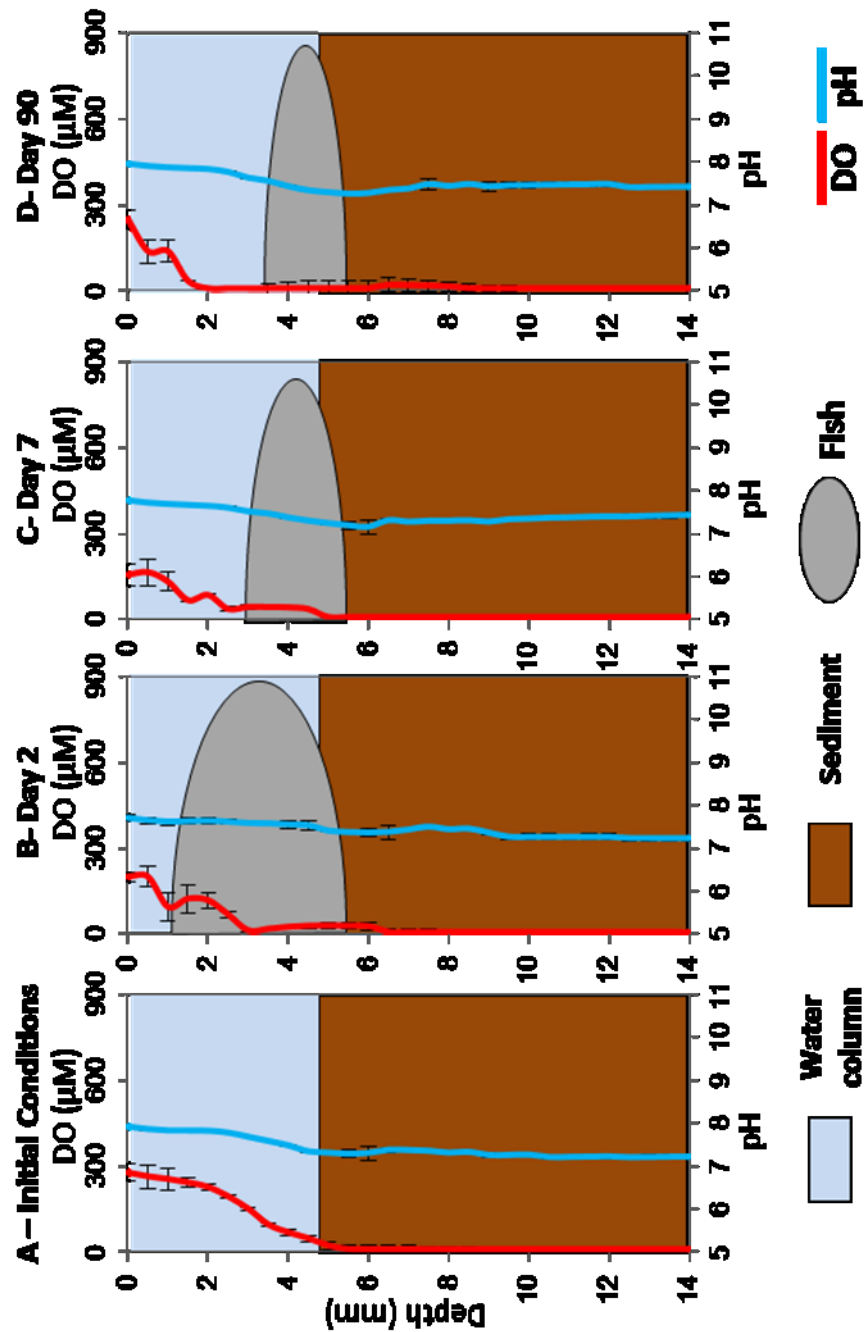 A – Initial Conditions
DO (µM)
0 300 600 900
Depth (mm)
0
2
4
6
8
10
12
14
5 6 7 8 9 10 11
pH
B- Day 2
DO (µM)
0 300 600 900
0
2
4
6
8
10
12
14
5 6 7 8 9 10 11
pH
C- Day 7
DO (µM)
0 300 600 900
0
2
4
6
8
10
12
14
5 6 7 8 9 10 11
pH
D- Day 90
DO (µM)
0 300 600 900
0
2
4
6
8
10
12
14
5 6 7 8 9 10 11
pH
Water
column
Sediment
Fish
DO
pH